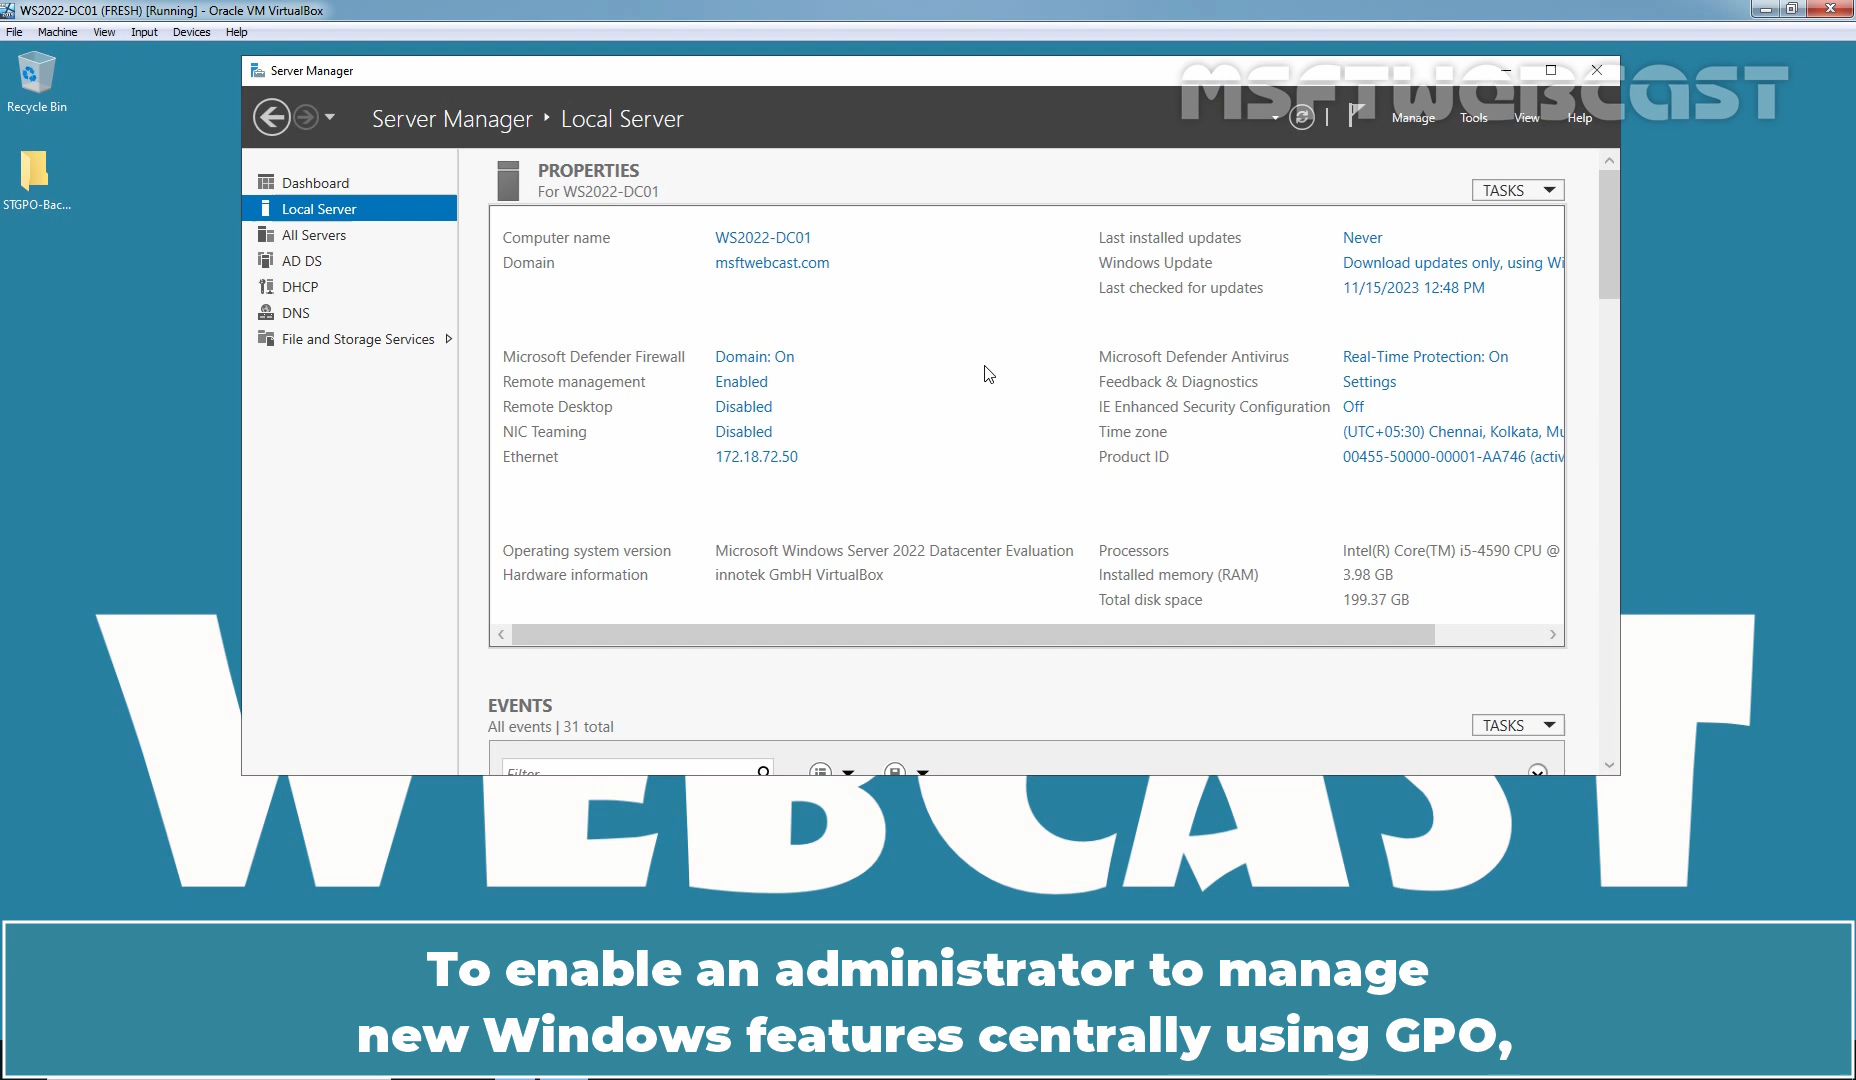 WS2022-DC01 (FRESH) [Running] - Oracle VM VirtualBox
File Machine View Input Devices Help
Recycle Bin
STGPO-Bac...
Server Manager
MSFTWEBCAST
Server Manager ‣ Local Server
Manage Tools View Help
Dashboard
Local Server
All Servers
AD DS
DHCP
DNS
File and Storage Services
PROPERTIES
For WS2022-DC01
TASKS
Computer name WS2022-DC01 Last installed updates Never
Domain msftwebcast.com Windows Update Download updates only, using Wi
Last checked for updates 11/15/2023 12:48 PM
Microsoft Defender Firewall Domain: On Microsoft Defender Antivirus Real-Time Protection: On
Remote management Enabled Feedback & Diagnostics Settings
Remote Desktop Disabled IE Enhanced Security Configuration Off
NIC Teaming Disabled Time zone (UTC+05:30) Chennai, Kolkata, Mu
Ethernet 172.18.72.50 Product ID 00455-50000-00001-AA746 (activ
Operating system version Microsoft Windows Server 2022 Datacenter Evaluation Processors Intel(R) Core(TM) i5-4590 CPU @
Hardware information innotek GmbH VirtualBox Installed memory (RAM) 3.98 GB
Total disk space 199.37 GB
EVENTS
All events | 31 total
TASKS
Filter
WEBCAST
To enable an administrator to manage
new Windows features centrally using GPO,